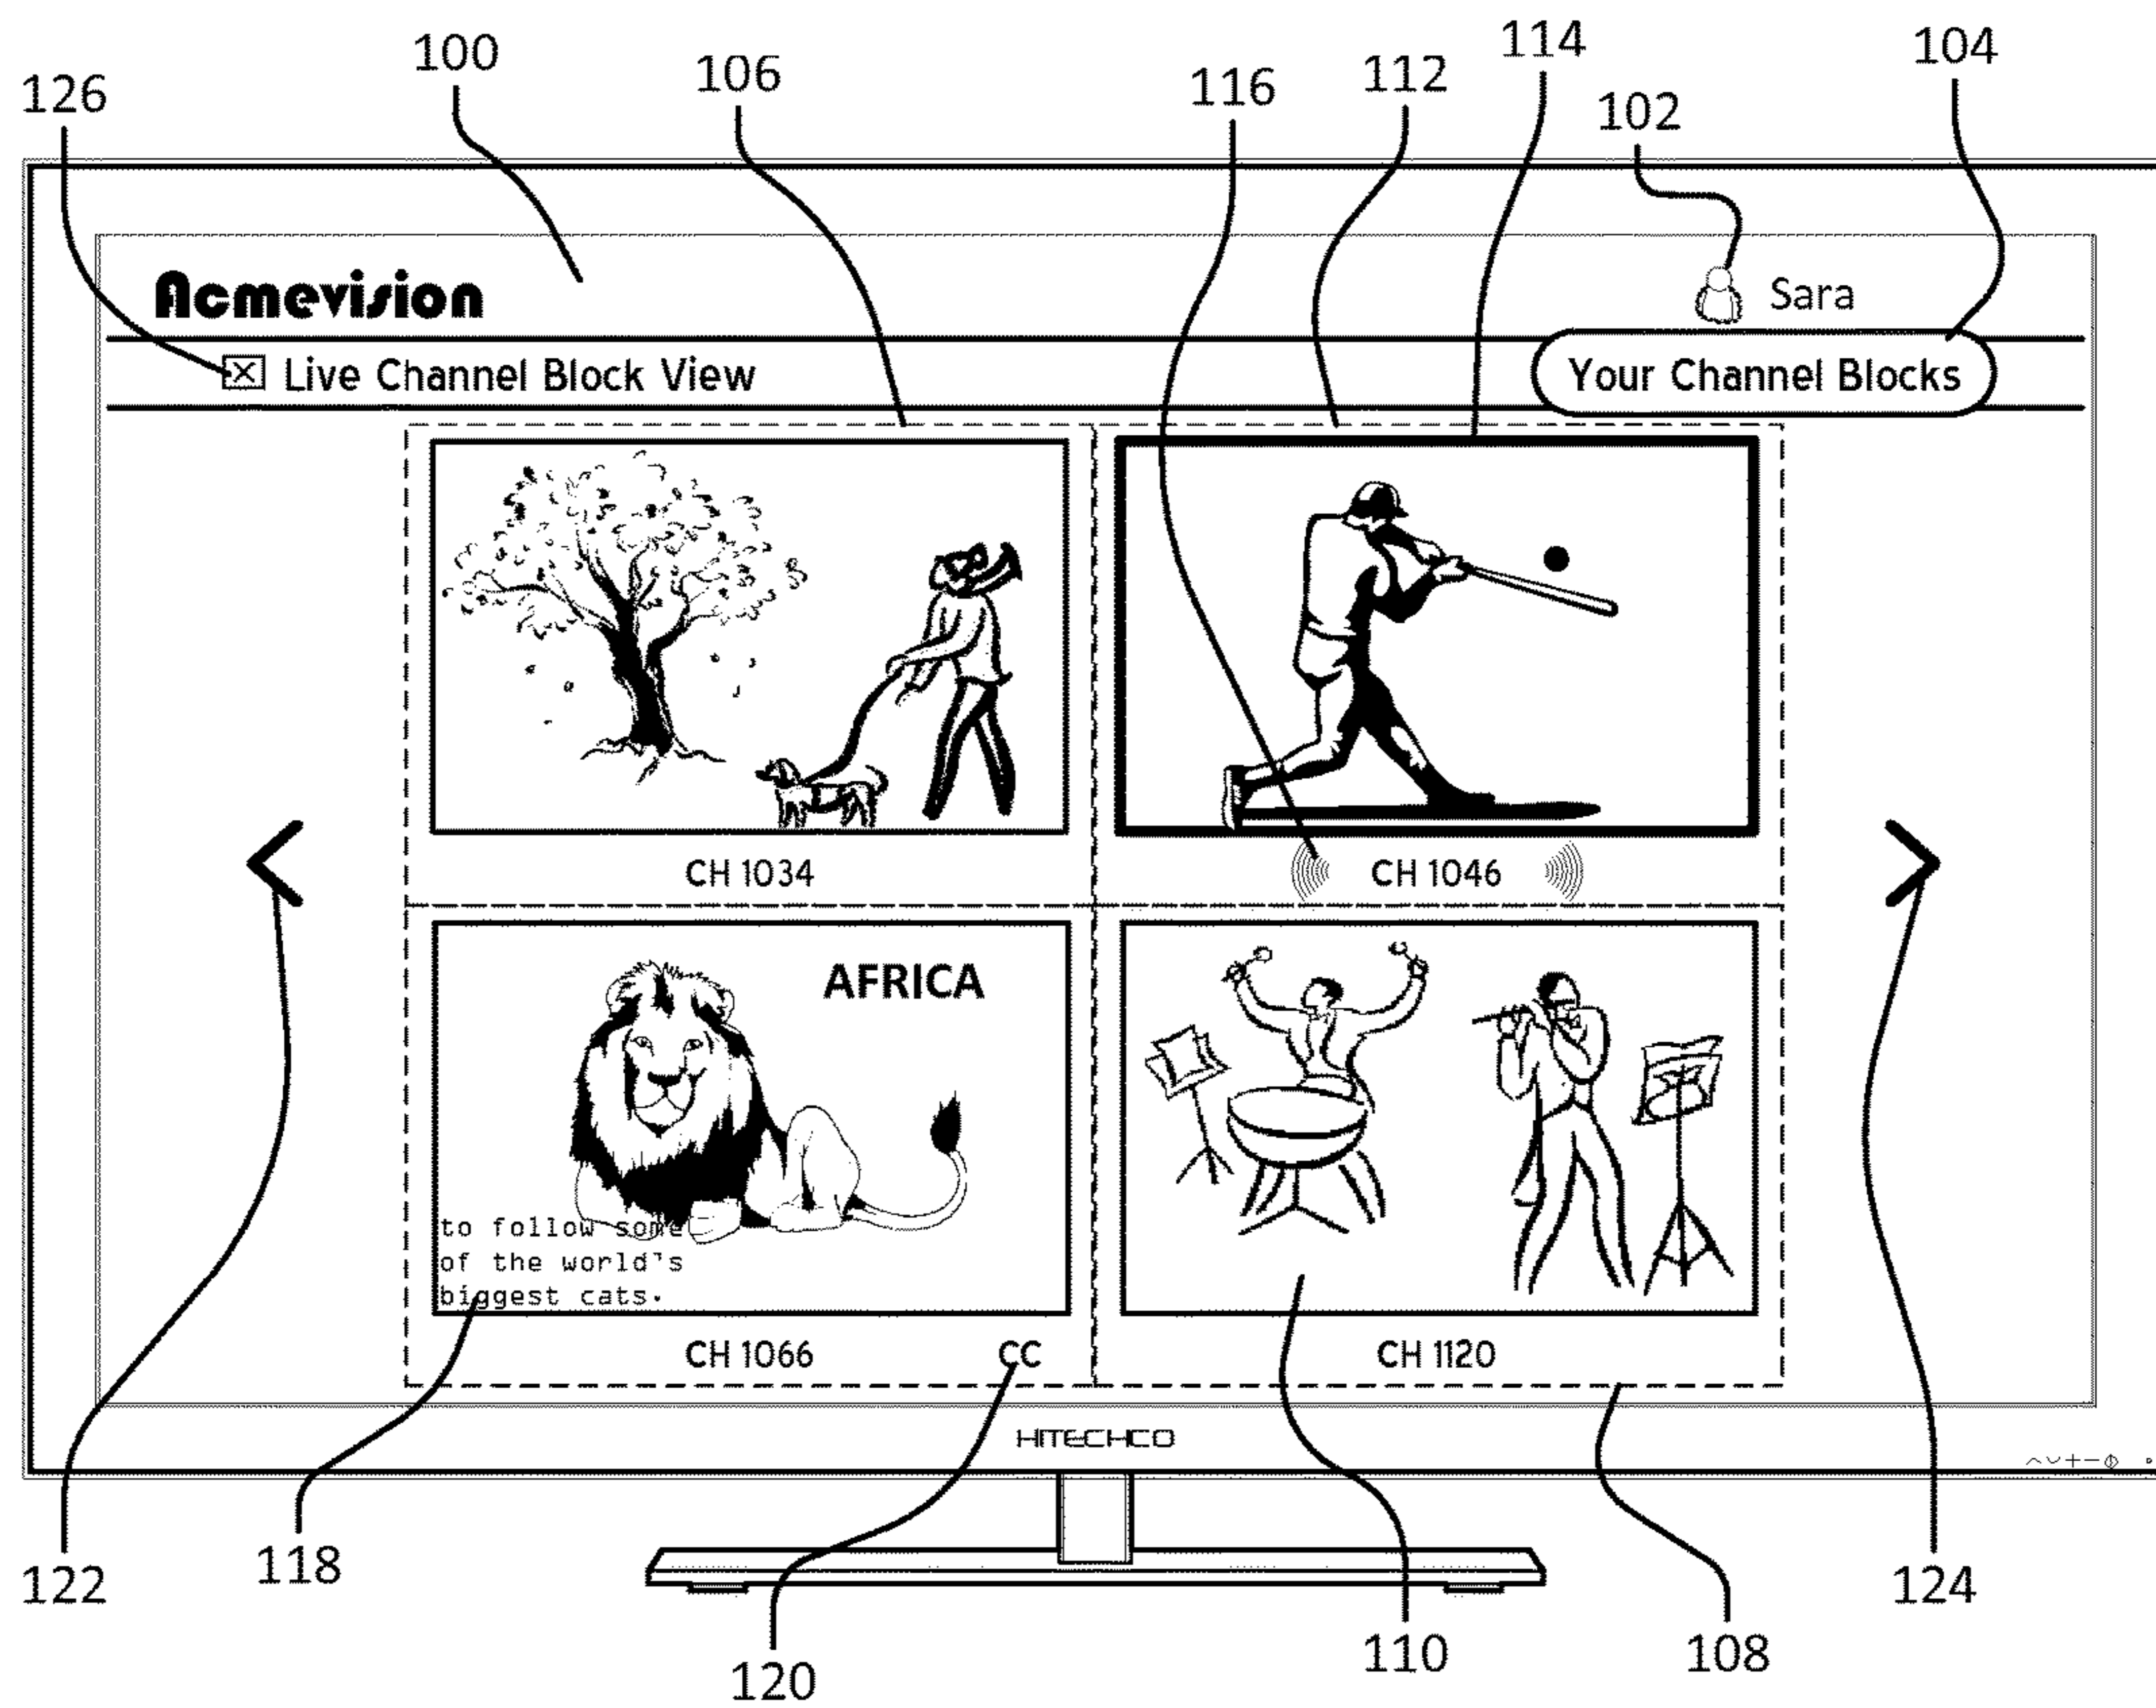 100
106
114
104
126
116
112
102
Acmevision
Sara
Live Channel Block View
Your Channel Blocks
CH 1034
CH 1046
AFRICA
to follow some
of the world's
biggest cats.
CH 1066
CC
CH 1120
HITECHCO
122
118
124
120
110
108